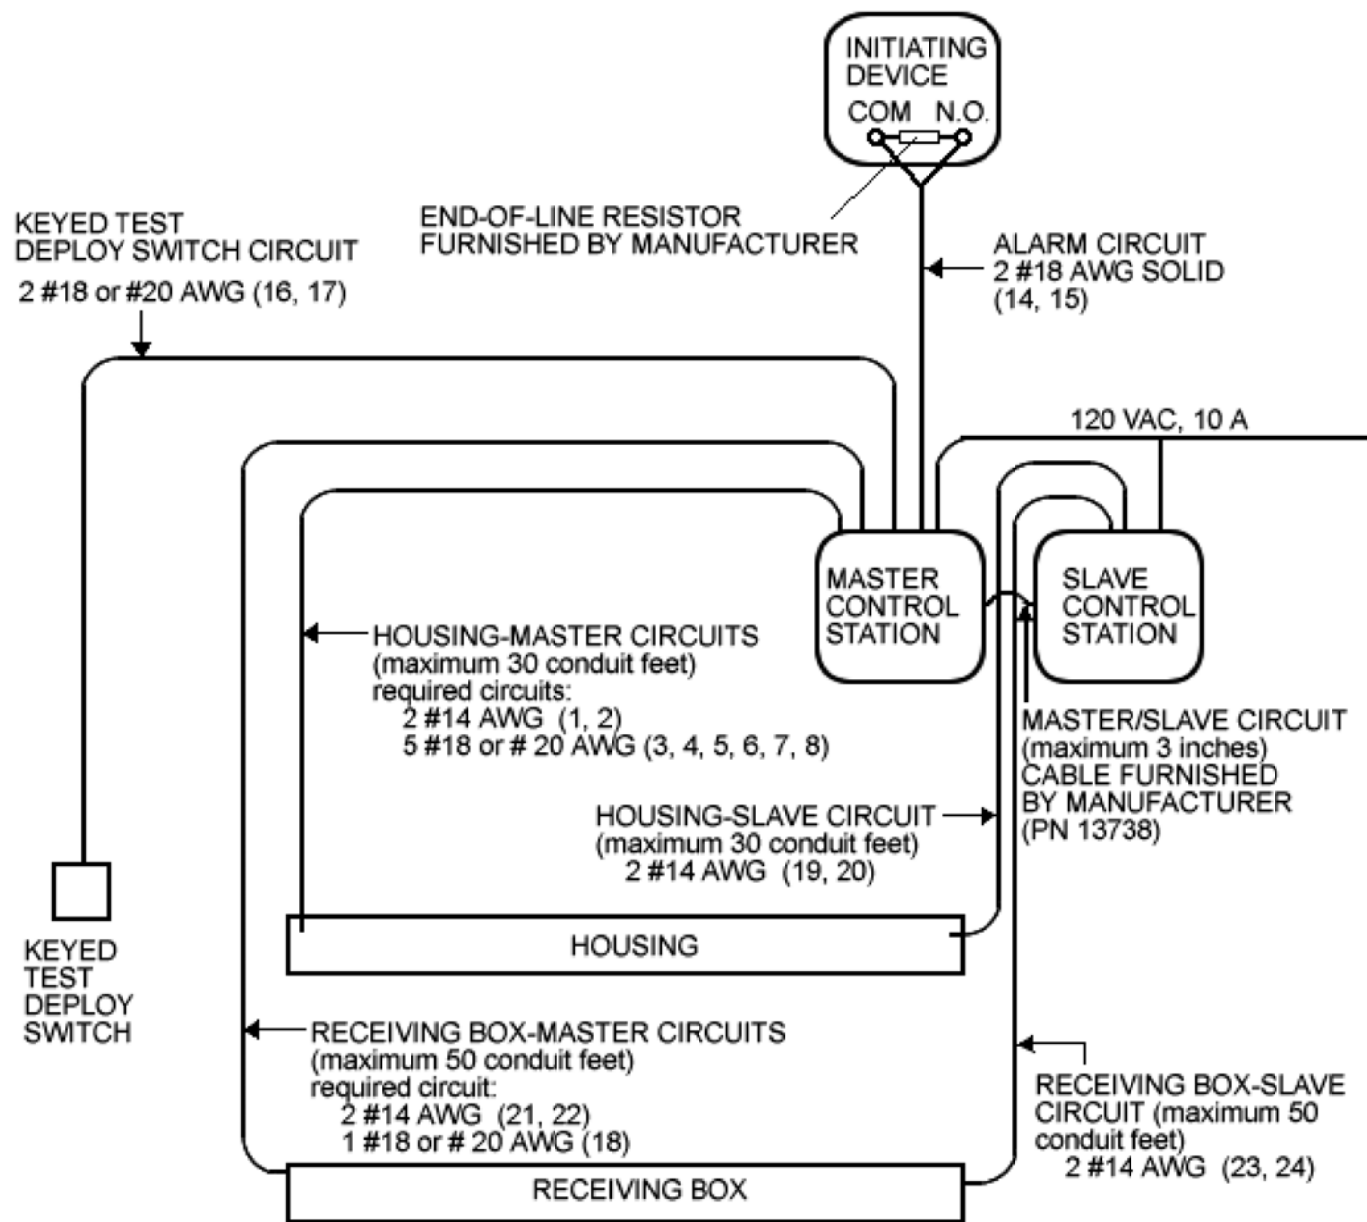 INITIATING
DEVICE
COM N.O.
KEYED TEST
DEPLOY SWITCH CIRCUIT
2 #18 or #20 AWG (16, 17)
END-OF-LINE RESISTOR
FURNISHED BY MANUFACTURER
ALARM CIRCUIT
2 #18 AWG SOLID
(14, 15)
120 VAC, 10 A
MASTER
CONTROL
STATION
SLAVE
CONTROL
STATION
HOUSING-MASTER CIRCUITS
(maximum 30 conduit feet)
required circuits:
2 #14 AWG (1, 2)
5 #18 or # 20 AWG (3, 4, 5, 6, 7, 8)
MASTER/SLAVE CIRCUIT
(maximum 3 inches)
CABLE FURNISHED
BY MANUFACTURER
(PN 13738)
HOUSING-SLAVE CIRCUIT
(maximum 30 conduit feet)
2 #14 AWG (19, 20)
KEYED
TEST
DEPLOY
SWITCH
HOUSING
RECEIVING BOX-MASTER CIRCUITS
(maximum 50 conduit feet)
required circuit:
2 #14 AWG (21, 22)
1 #18 or # 20 AWG (18)
RECEIVING BOX-SLAVE
CIRCUIT (maximum 50
conduit feet)
2 #14 AWG (23, 24)
RECEIVING BOX